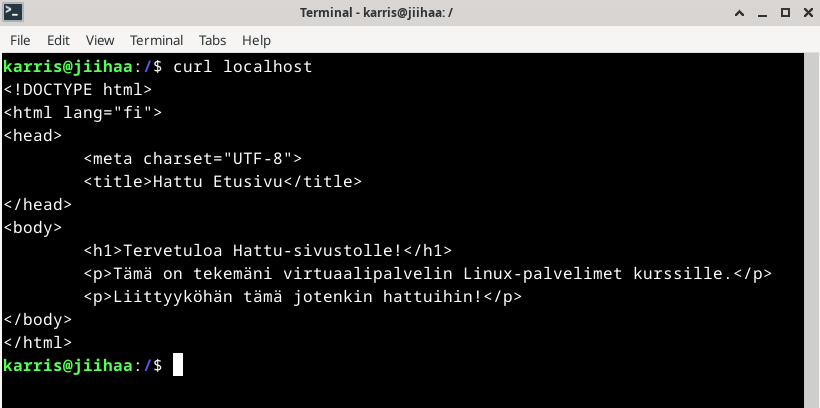 Terminal - karris@jiihaa: /
File Edit View Terminal Tabs Help
karris@jiihaa:/$ curl localhost
<!DOCTYPE html>
<html lang="fi">
<head>
        <meta charset="UTF-8">
        <title>Hattu Etusivu</title>
</head>
<body>
        <h1>Tervetuloa Hattu-sivustolle!</h1>
        <p>Tämä on tekemäni virtuaalipalvelin Linux-palvelimet kurssille.</p>
        <p>Liittyyköhän tämä jotenkin hattuihin!</p>
</body>
</html>
karris@jiihaa:/$